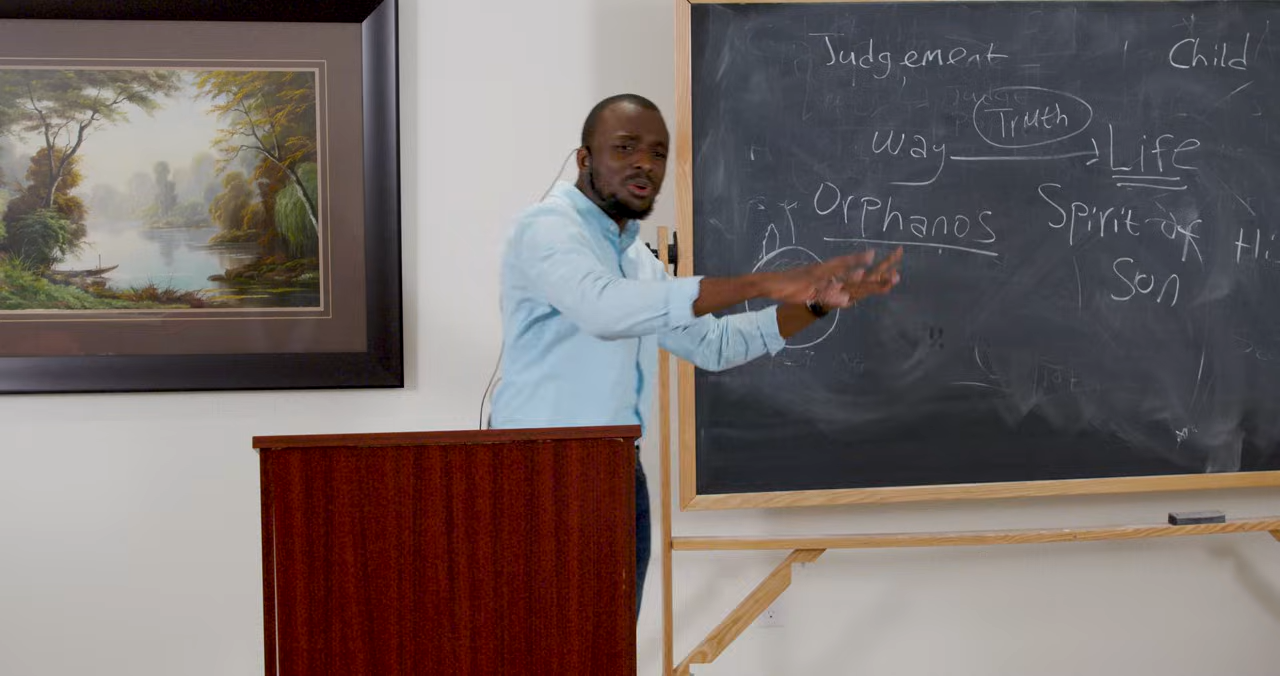 Judgement Child
Truth
way Life
Orphanos Spirit of
Son